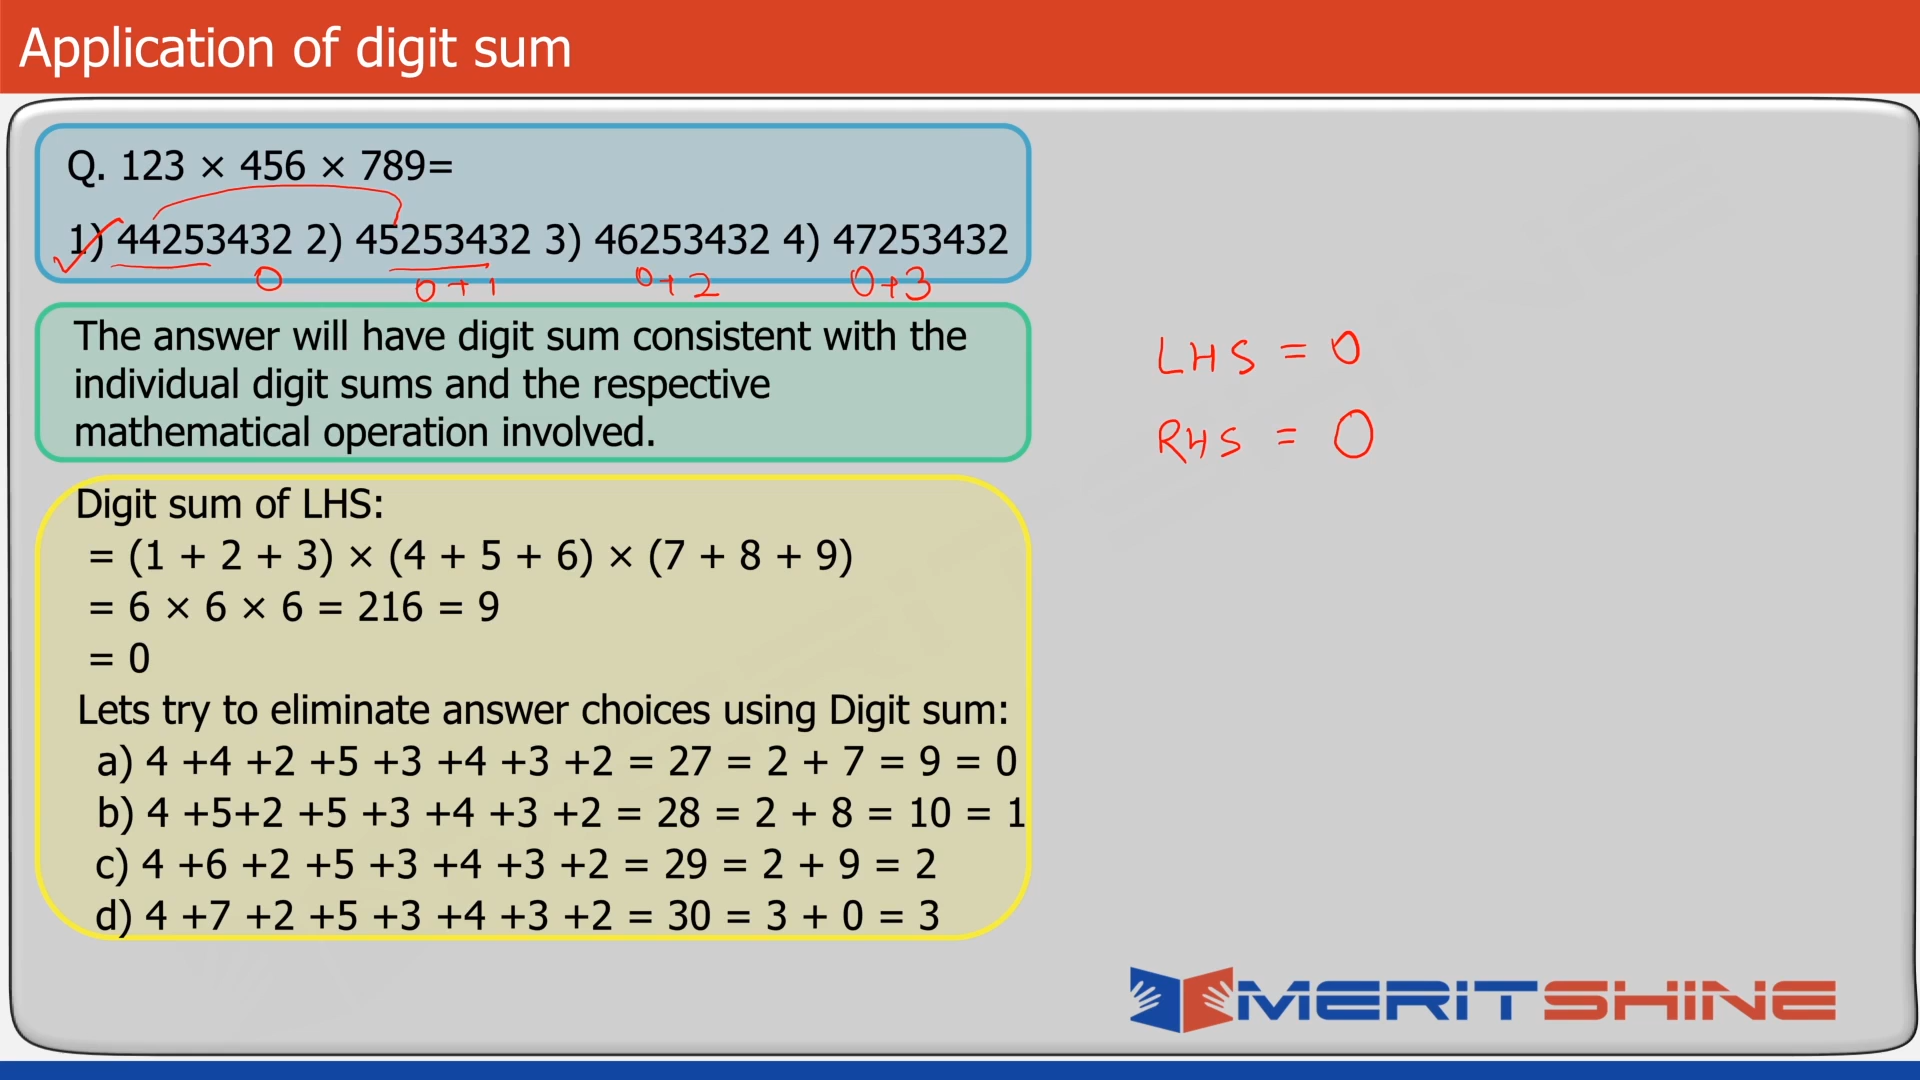 Application of digit sum
Q. 123 × 456 × 789=
1) 44253432 2) 45253432 3) 46253432 4) 47253432
0 0+1 0+2 0+3
The answer will have digit sum consistent with the
individual digit sums and the respective
mathematical operation involved.
LHS = 0
RHS = 0
Digit sum of LHS:
= (1 + 2 + 3) × (4 + 5 + 6) × (7 + 8 + 9)
= 6 × 6 × 6 = 216 = 9
= 0
Lets try to eliminate answer choices using Digit sum:
a) 4 +4 +2 +5 +3 +4 +3 +2 = 27 = 2 + 7 = 9 = 0
b) 4 +5+2 +5 +3 +4 +3 +2 = 28 = 2 + 8 = 10 = 1
c) 4 +6 +2 +5 +3 +4 +3 +2 = 29 = 2 + 9 = 2
d) 4 +7 +2 +5 +3 +4 +3 +2 = 30 = 3 + 0 = 3
MERITSHINE